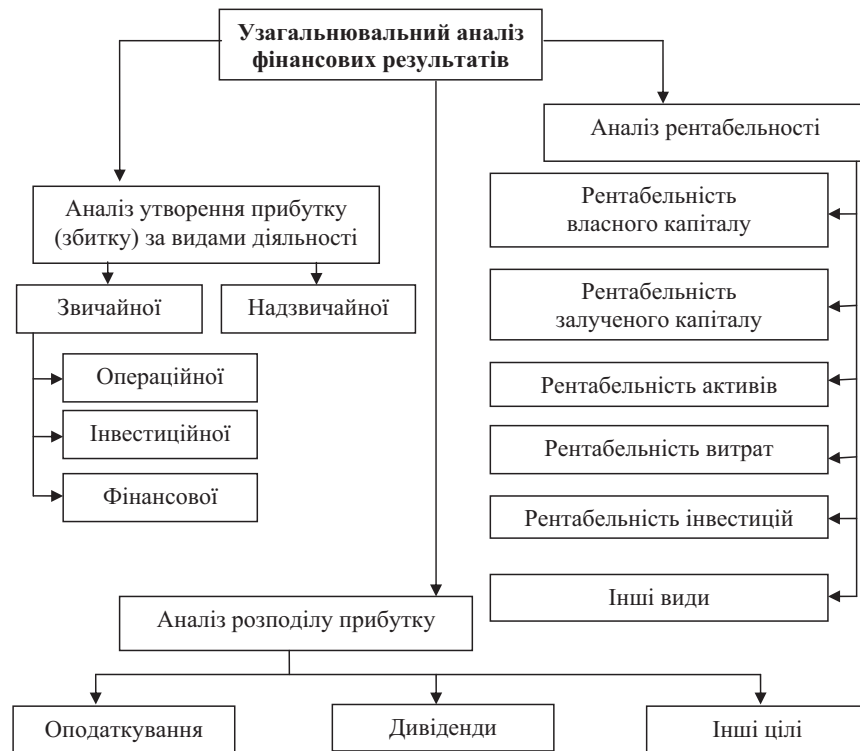 Узагальнювальний аналіз
фінансових результатів
Аналіз рентабельності
Аналіз утворення прибутку
(збитку) за видами діяльності
Звичайної
Надзвичайної
Операційної
Інвестиційної
Фінансової
Рентабельність
власного капіталу
Рентабельність
залученого капіталу
Рентабельність активів
Рентабельність витрат
Рентабельність інвестицій
Інші види
Аналіз розподілу прибутку
Оподаткування
Дивіденди
Інші цілі